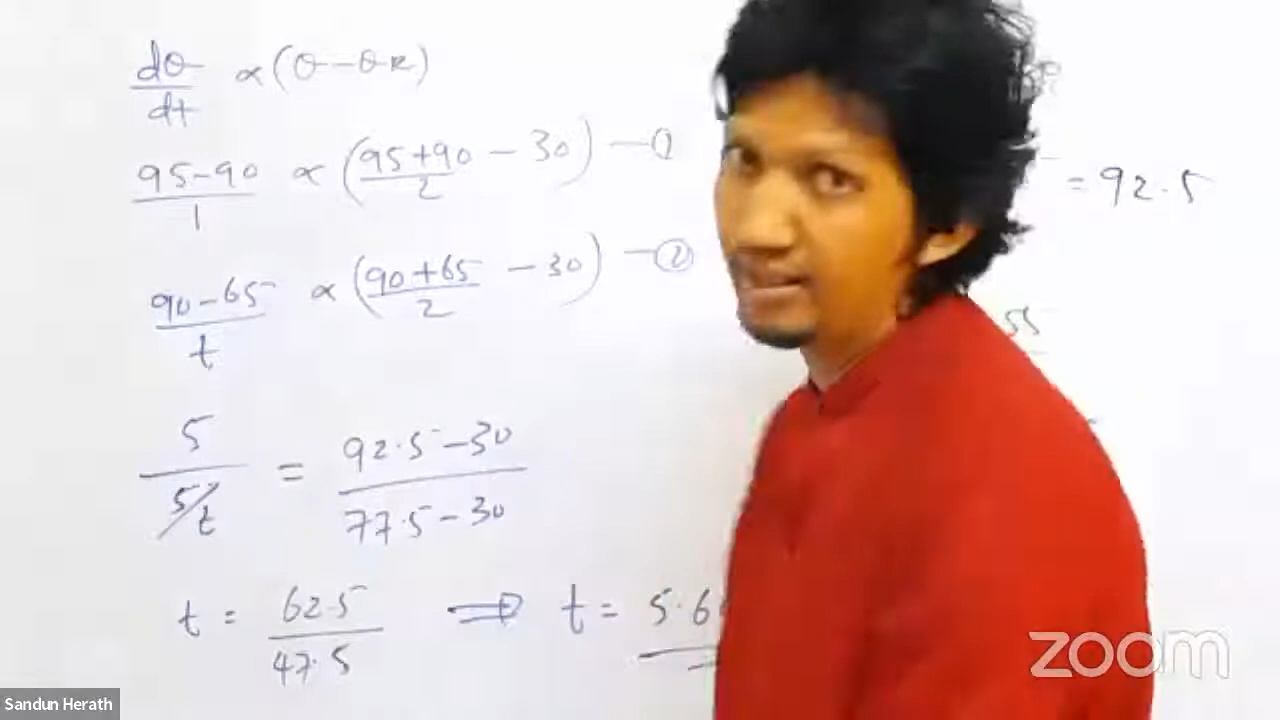 dθ/dt ∝ (θ - θR)
95-90/1 ∝ (95+90/2 - 30) — ①
= 92.5
90-65/t ∝ (90+65/2 - 30) — ②
55
5/5/t = 92.5-30/77.5-30
t = 62.5/47.5 ⇒ t = 5.6
zoom
Sandun Herath